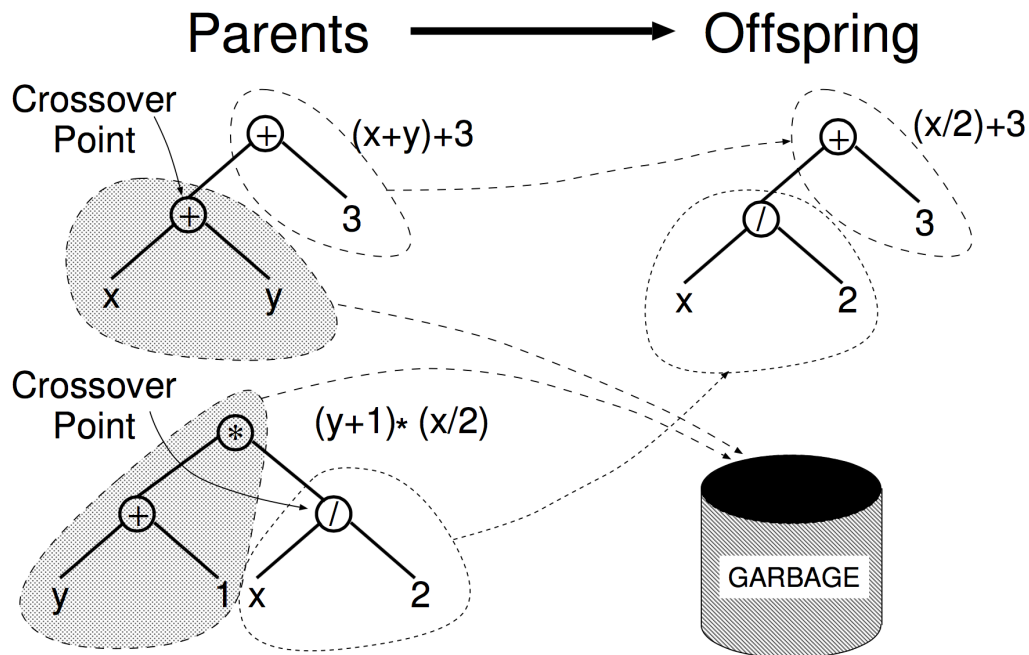 Parents
Offspring
Crossover
Point
+
(x+y)+3
+
3
x
y
+
(x/2)+3
/
3
x
2
Crossover
Point
*
(y+1)* (x/2)
+
/
y
1
x
2
GARBAGE